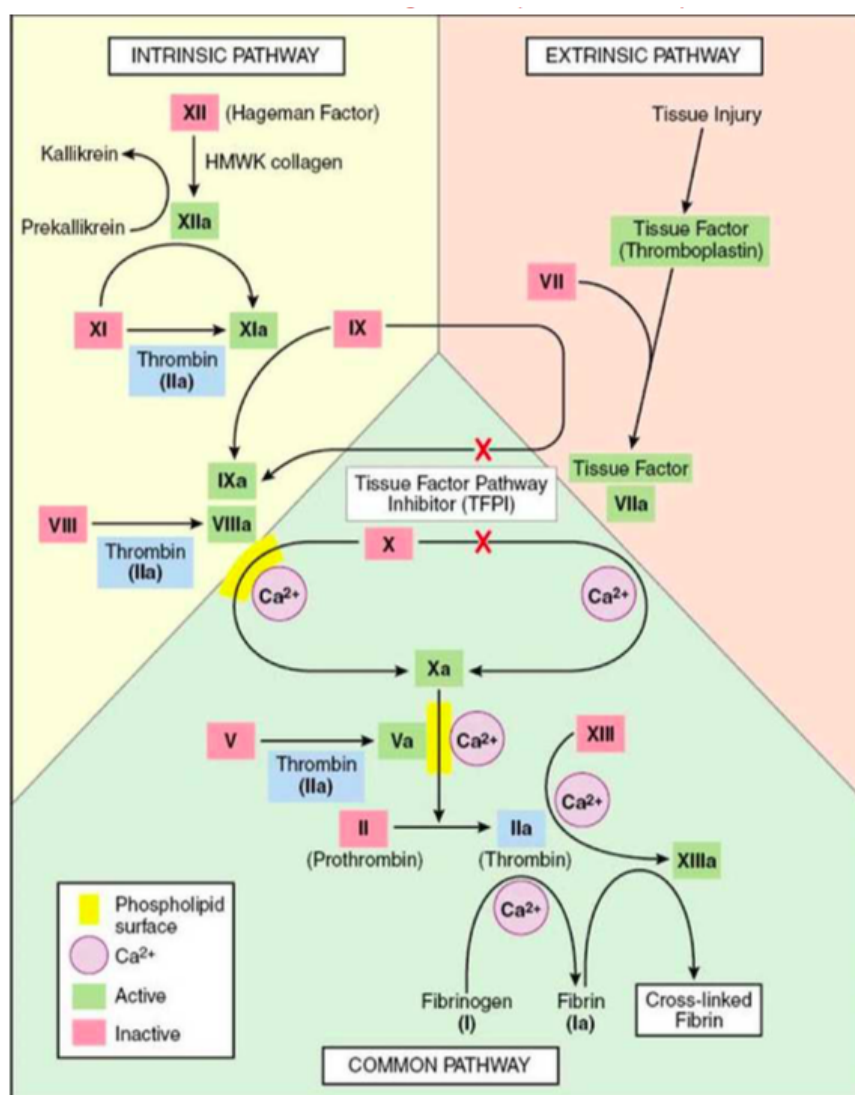 INTRINSIC PATHWAY
XII (Hageman Factor)
HMWK collagen
Kallikrein
Prekallikrein
XIIa
XI
XIa
Thrombin
(IIa)
IX
IXa
VIII
VIIIa
Thrombin
(IIa)
EXTRINSIC PATHWAY
Tissue Injury
Tissue Factor
(Thromboplastin)
VII
Tissue Factor
VIIa
Tissue Factor Pathway
Inhibitor (TFPI)
X
Ca2+
Ca2+
Xa
V
Va
Ca2+
Thrombin
(IIa)
XIII
Ca2+
II
(Prothrombin)
IIa
(Thrombin)
XIIIa
Ca2+
Fibrinogen
(I)
Fibrin
(Ia)
Cross-linked
Fibrin
Phospholipid
surface
Ca2+
Active
Inactive
COMMON PATHWAY